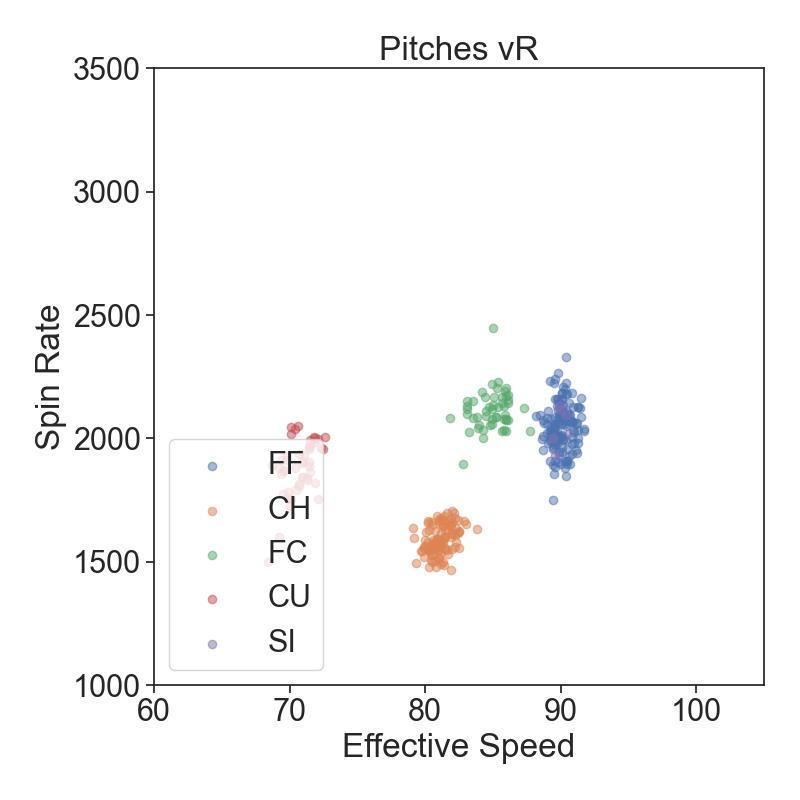 Pitches vR
3500
3000
2500
2000
1500
1000
Spin Rate
FF
CH
FC
CU
SI
60 70 80 90 100
Effective Speed